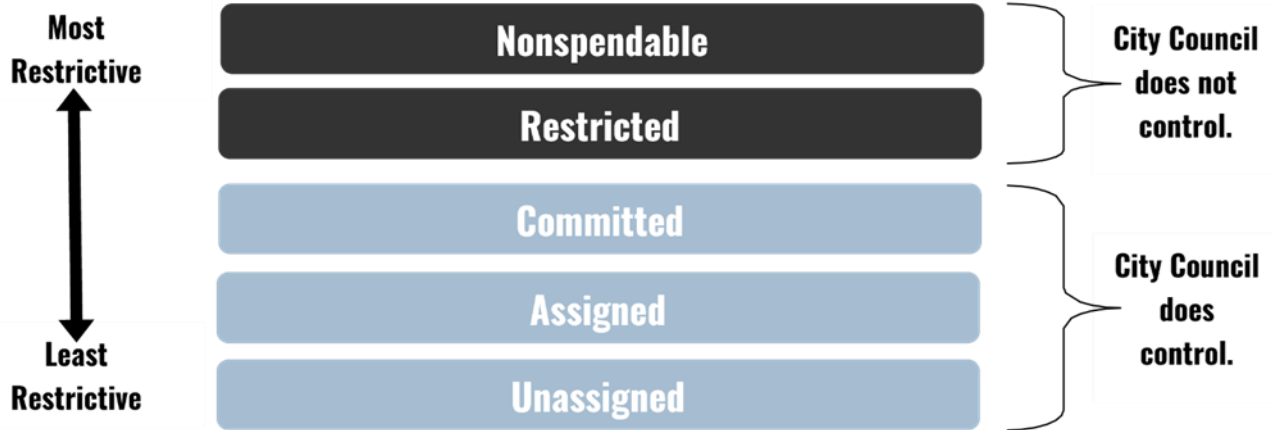 Most
Restrictive
Nonspendable
Restricted
City Council
does not
control.
Committed
Assigned
Unassigned
City Council
does
control.
Least
Restrictive